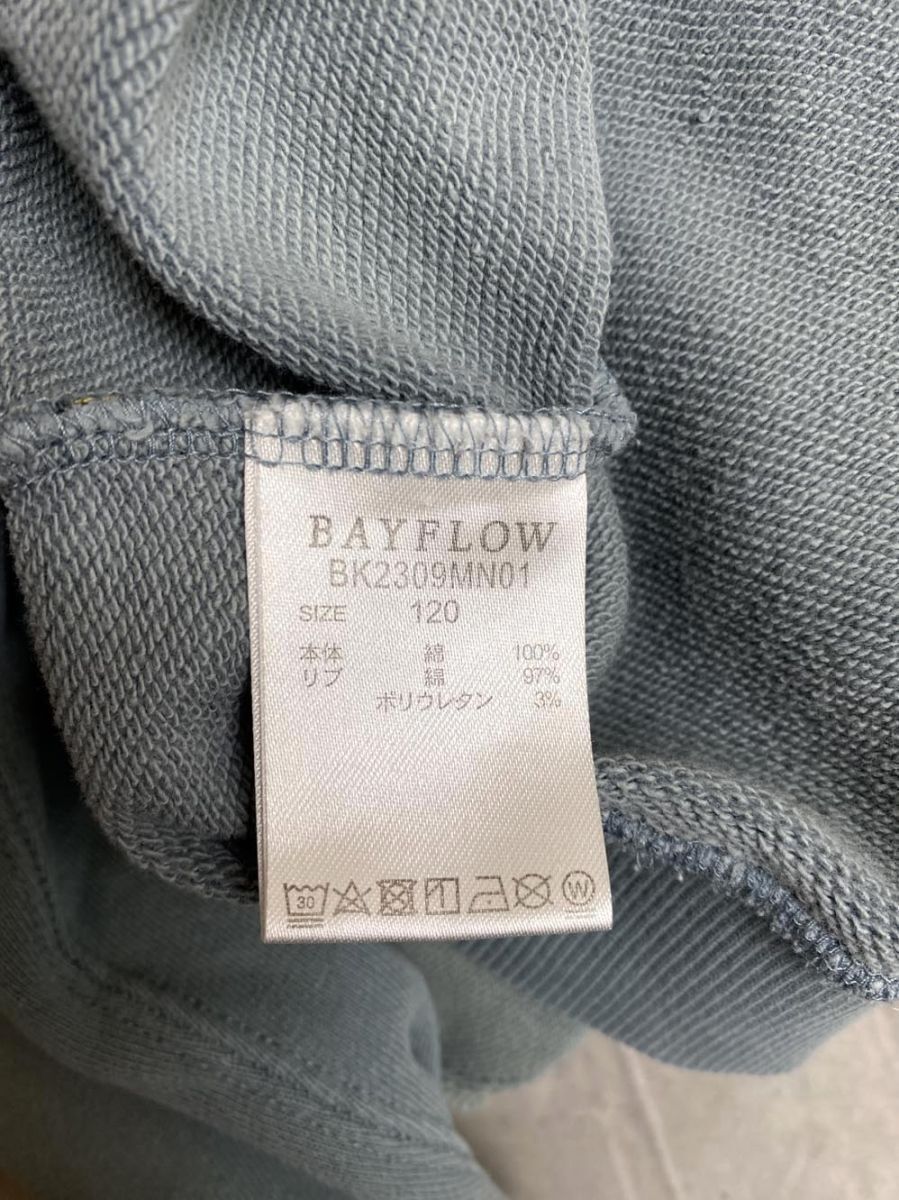 BAYFLOW
BK2309MN01
SIZE 120
本体 綿 100%
リブ 綿 97%
ポリウレタン 3%
30 W